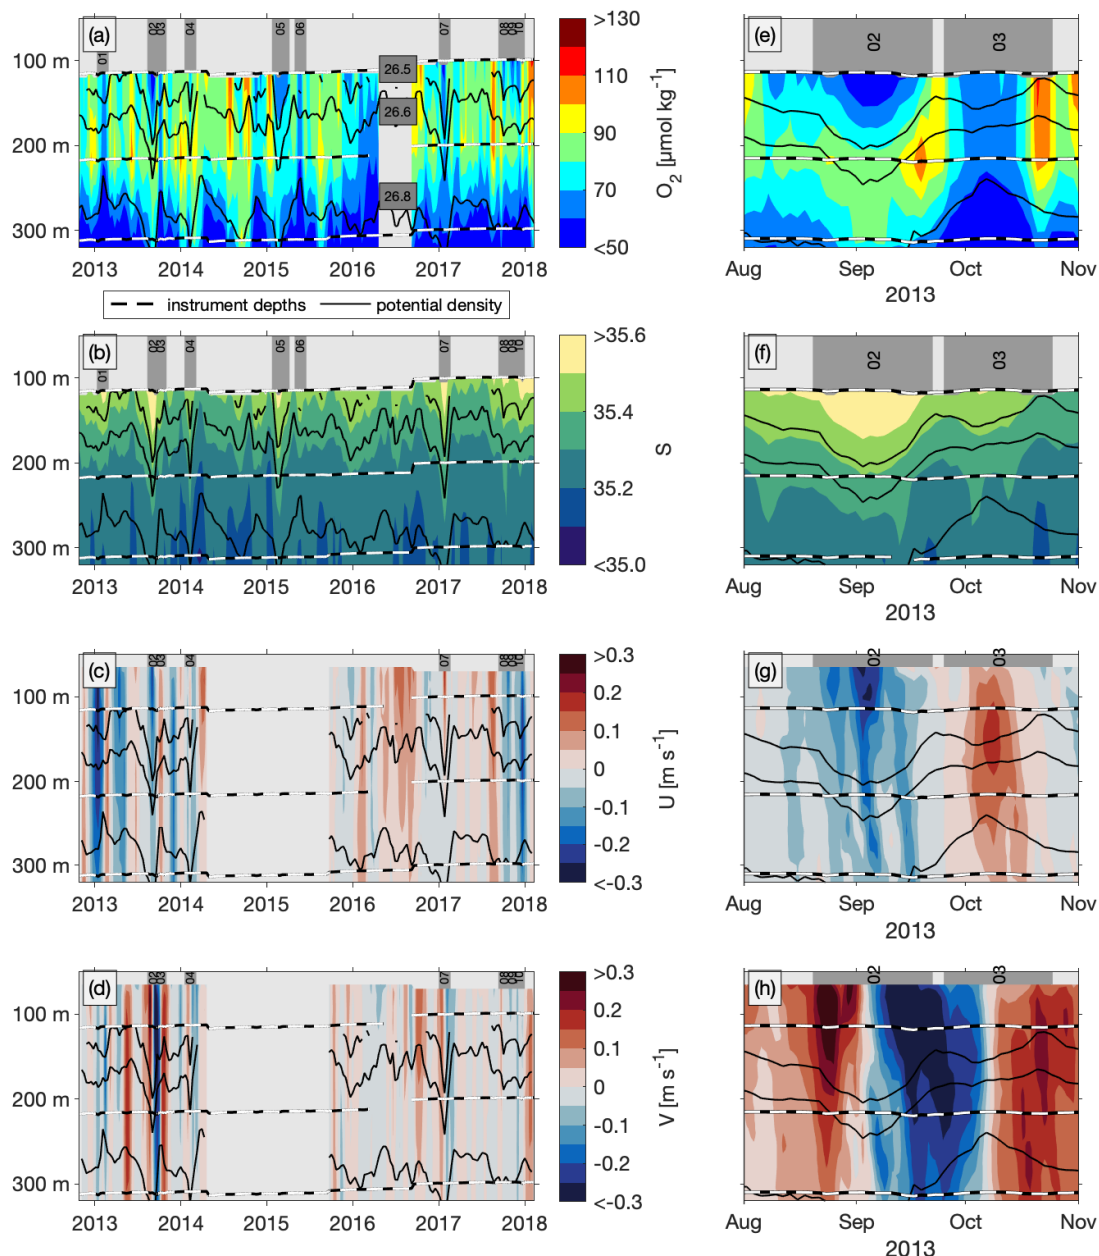 (a)
01
02
03
04
05
06
07
08
09
10
26.5
26.6
26.8
100 m
200 m
300 m
2013 2014 2015 2016 2017 2018
>130
110
90
70
<50
O2 [µmol kg-1]
(e)
02
03
Aug Sep Oct Nov
2013
instrument depths potential density
(b)
01
02
03
04
05
06
07
08
09
10
100 m
200 m
300 m
2013 2014 2015 2016 2017 2018
>35.6
35.4
35.2
<35.0
S
(f)
02
03
Aug Sep Oct Nov
2013
(c)
02
03
04
07
08
09
10
100 m
200 m
300 m
2013 2014 2015 2016 2017 2018
>0.3
0.2
0.1
0
-0.1
-0.2
<-0.3
U [m s-1]
(g)
02
03
Aug Sep Oct Nov
2013
(d)
02
03
04
07
08
09
10
100 m
200 m
300 m
2013 2014 2015 2016 2017 2018
>0.3
0.2
0.1
0
-0.1
-0.2
<-0.3
V [m s-1]
(h)
02
03
Aug Sep Oct Nov
2013